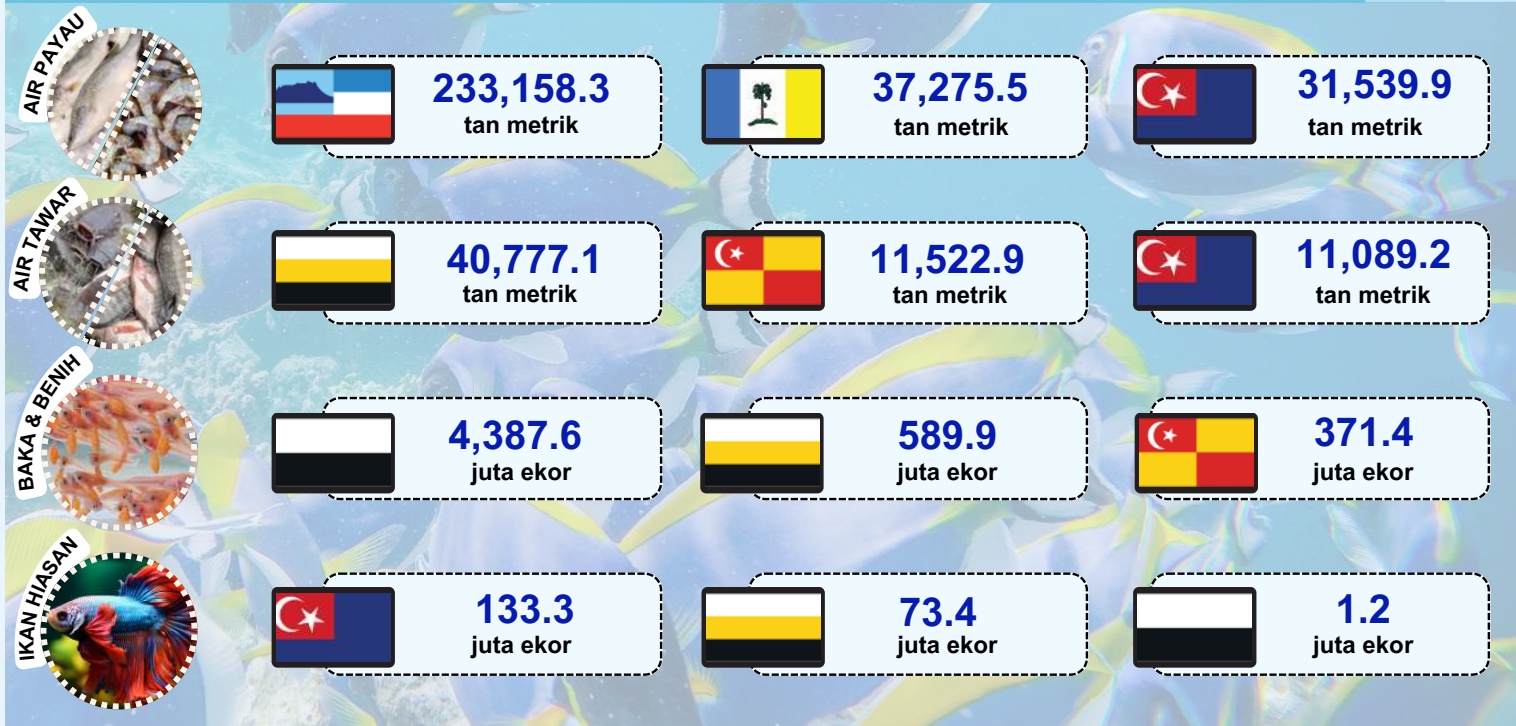 AIR PAYAU
233,158.3
tan metrik
37,275.5
tan metrik
31,539.9
tan metrik
AIR TAWAR
40,777.1
tan metrik
11,522.9
tan metrik
11,089.2
tan metrik
BAKA & BENIH
4,387.6
juta ekor
589.9
juta ekor
371.4
juta ekor
IKAN HIASAN
133.3
juta ekor
73.4
juta ekor
1.2
juta ekor